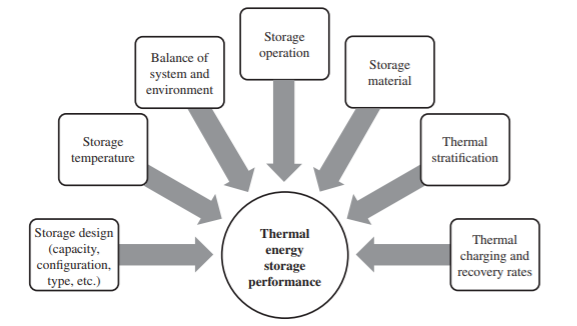 Storage
operation
Balance of
system and
environment
Storage
material
Storage
temperature
Thermal
stratification
Storage design
(capacity,
configuration,
type, etc.)
Thermal
energy
storage
performance
Thermal
charging and
recovery rates